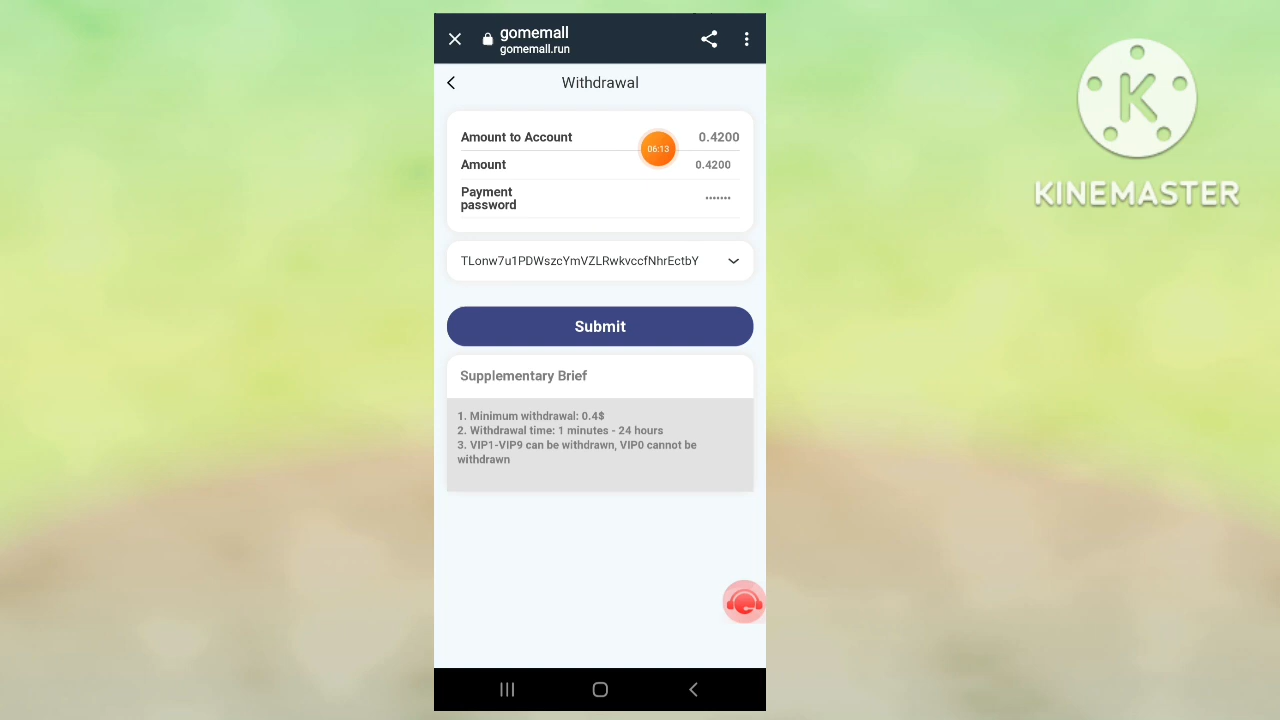 gomemall
gomemall.run
Withdrawal
Amount to Account 0.4200
06:13
Amount 0.4200
Payment
password •••••••
TLonw7u1PDWszcYmVZLRwkvccfNhrEctbY
Submit
Supplementary Brief
1. Minimum withdrawal: 0.4$
2. Withdrawal time: 1 minutes - 24 hours
3. VIP1-VIP9 can be withdrawn, VIP0 cannot be
withdrawn
K
KINEMASTER